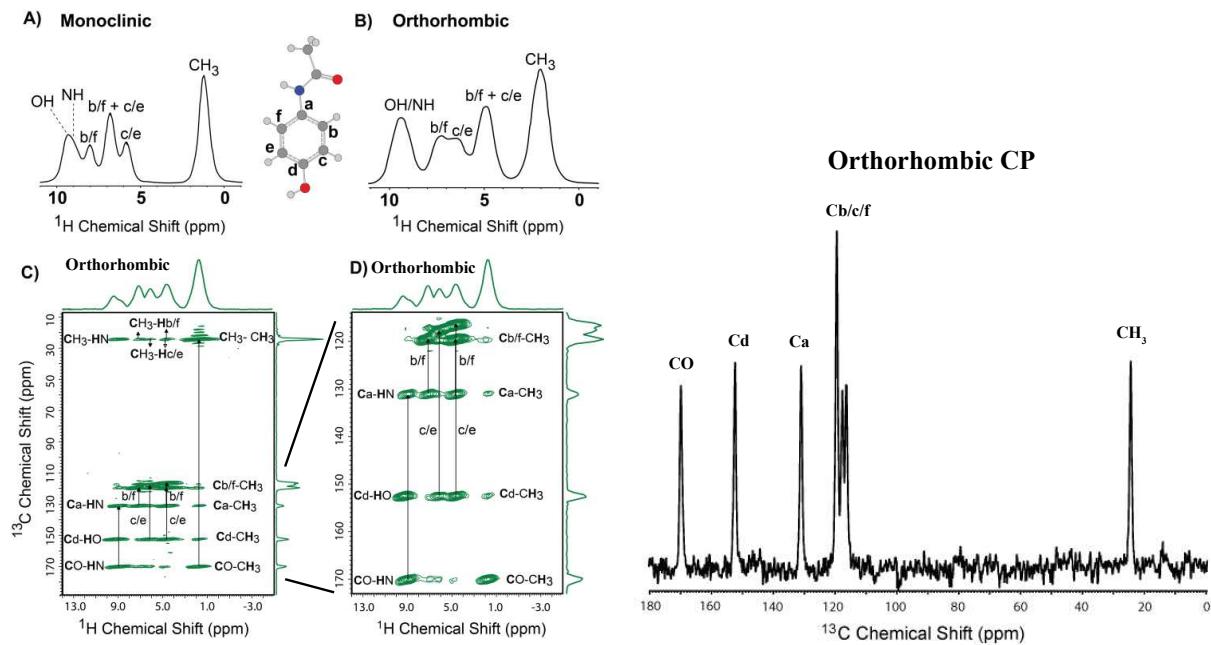 A) Monoclinic
OH
NH
b/f
b/f + c/e
c/e
CH3
10 5 0
1H Chemical Shift (ppm)
a
f
b
e
c
d
B) Orthorhombic
OH/NH
b/f
c/e
b/f + c/e
CH3
10 5 0
1H Chemical Shift (ppm)
C) Orthorhombic
10
30
50
70
90
110
130
150
170
13C Chemical Shift (ppm)
CH3-HN
CH3-Hb/f
CH3-Hc/e
CH3- CH3
Cb/f-CH3
b/f
b/f
Ca-HN
Ca-CH3
c/e
c/e
Cd-HO
Cd-CH3
CO-HN
CO-CH3
13.0 9.0 5.0 1.0 -3.0
1H Chemical Shift (ppm)
D) Orthorhombic
120
130
140
150
160
170
Cb/f-CH3
b/f
b/f
Ca-HN
Ca-CH3
c/e
c/e
Cd-HO
Cd-CH3
CO-HN
CO-CH3
13.0 9.0 5.0 1.0 -3.0
1H Chemical Shift (ppm)
Orthorhombic CP
Cb/c/f
CO
Cd
Ca
CH3
180 160 140 120 100 80 60 40 20 0
13C Chemical Shift (ppm)